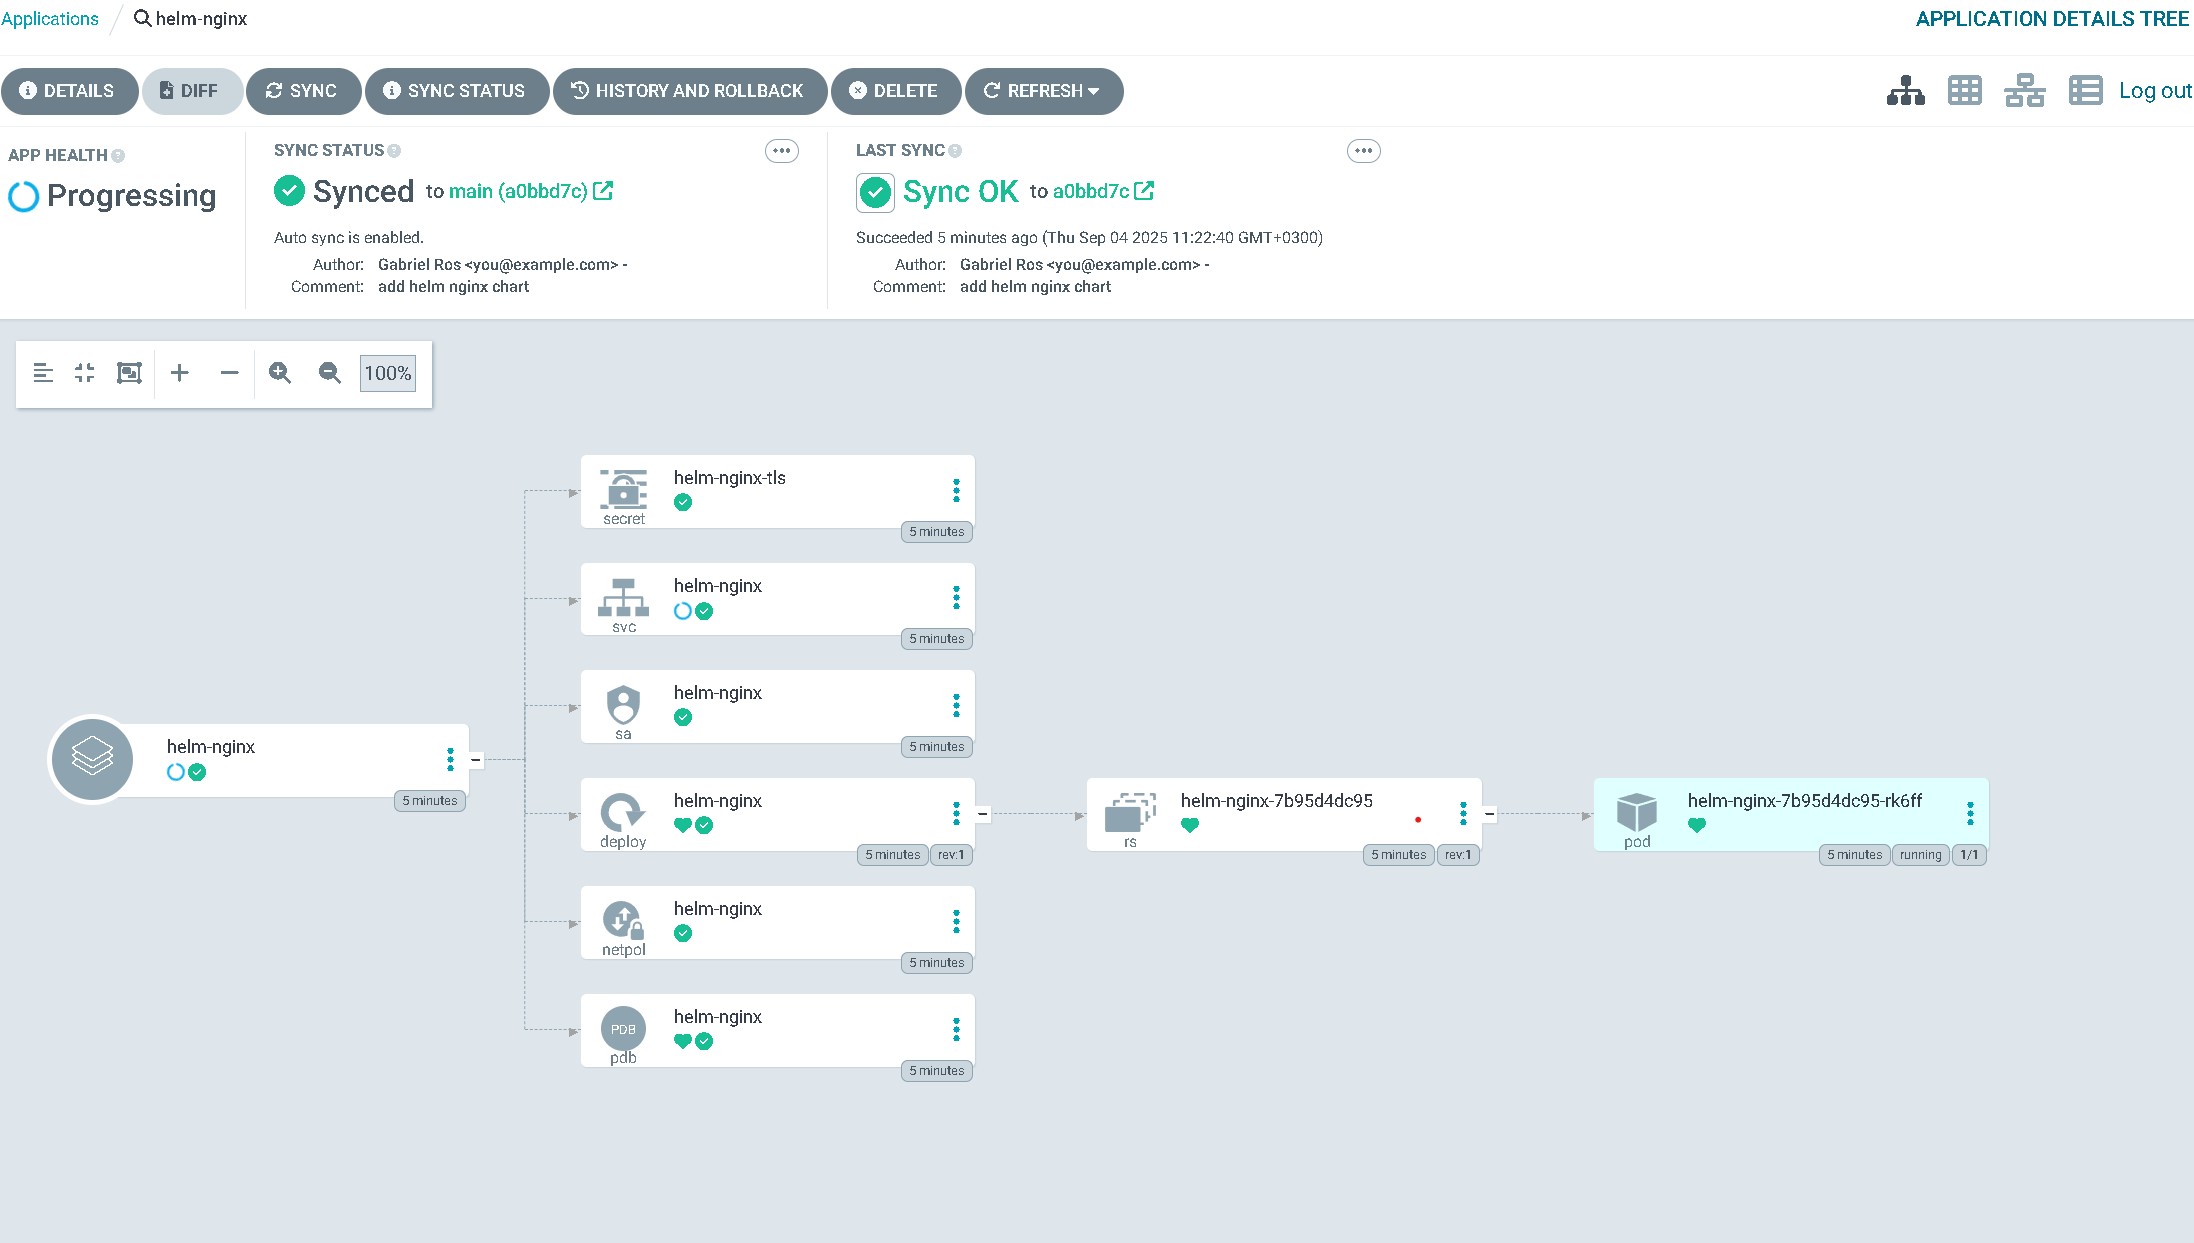 Applications / helm-nginx
APPLICATION DETAILS TREE
DETAILS
DIFF
SYNC
SYNC STATUS
HISTORY AND ROLLBACK
DELETE
REFRESH
Log out
APP HEALTH
Progressing
SYNC STATUS
Synced to main (a0bbd7c)
Auto sync is enabled.
Author: Gabriel Ros <you@example.com> -
Comment: add helm nginx chart
LAST SYNC
Sync OK to a0bbd7c
Succeeded 5 minutes ago (Thu Sep 04 2025 11:22:40 GMT+0300)
Author: Gabriel Ros <you@example.com> -
Comment: add helm nginx chart
100%
helm-nginx
5 minutes
helm-nginx-tls
secret
5 minutes
helm-nginx
svc
5 minutes
helm-nginx
sa
5 minutes
helm-nginx
deploy
5 minutes rev:1
helm-nginx
netpol
5 minutes
helm-nginx
PDB
pdb
5 minutes
helm-nginx-7b95d4dc95
rs
5 minutes rev:1
helm-nginx-7b95d4dc95-rk6ff
pod
5 minutes running 1/1